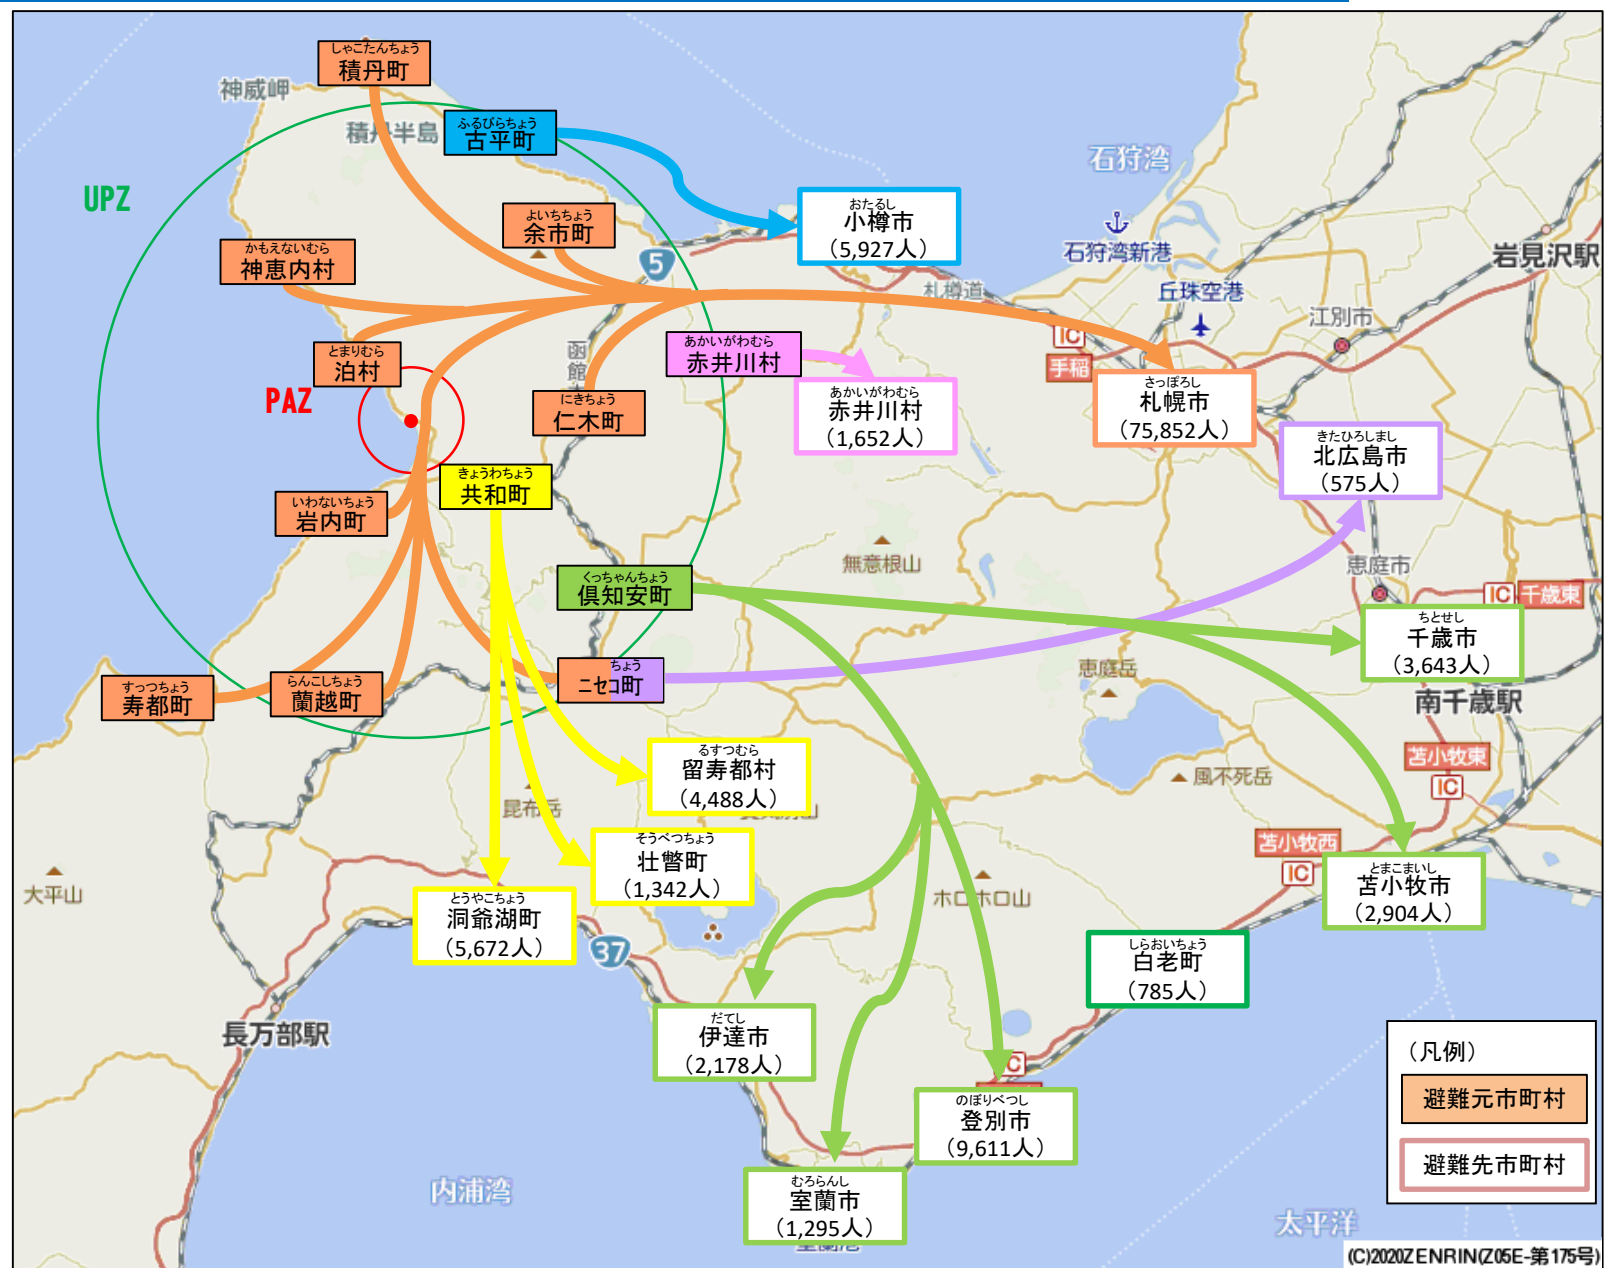 しゃこたんちょう
積丹町
神威岬
ふるびらちょう
古平町
積丹半島
石狩湾
UPZ
おたるし
小樽市
(5,927人)
よいちちょう
余市町
かもえないむら
神恵内村
5
石狩湾新港
岩見沢駅
札樽道
丘珠空港
江別市
IC
手稲
とまりむら
泊村
函館
あかいがわむら
赤井川村
あかいがわむら
赤井川村
(1,652人)
さっぽろし
札幌市
(75,852人)
PAZ
にきちょう
仁木町
きたひろしまし
北広島市
(575人)
きょうわちょう
共和町
いわないちょう
岩内町
無意根山
恵庭市
くっちゃんちょう
倶知安町
IC
千歳東
ちとせし
千歳市
(3,643人)
ちょう
ニセコ町
恵庭岳
すっつちょう
寿都町
らんこしちょう
蘭越町
南千歳駅
るすつむら
留寿都村
(4,488人)
苫小牧東
IC
風不死岳
昆布岳
そうべつちょう
壮瞥町
(1,342人)
苫小牧西
IC
とまこまいし
苫小牧市
(2,904人)
大平山
ホロホロ山
とうやこちょう
洞爺湖町
(5,672人)
37
しらおいちょう
白老町
(785人)
長万部駅
だてし
伊達市
(2,178人)
のぼりべつし
登別市
(9,611人)
むろらんし
室蘭市
(1,295人)
内浦湾
太平洋
(凡例)
避難元市町村
避難先市町村
(C)2020ZENRIN(Z05E-第175号)